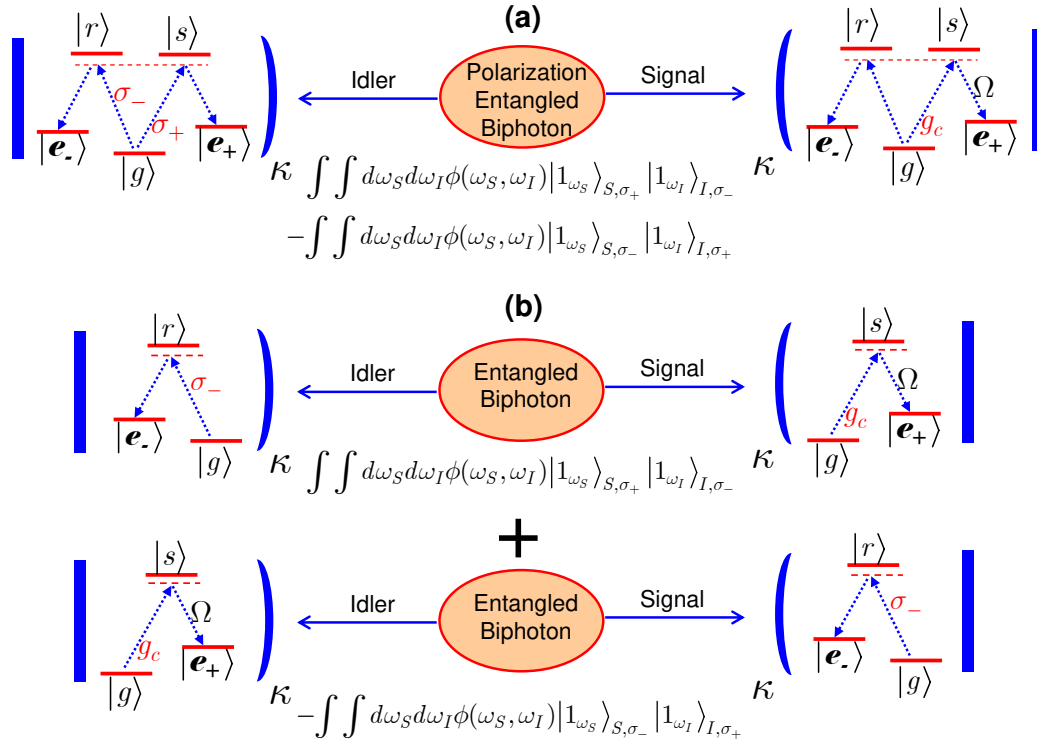 (a)
|r⟩ |s⟩ |r⟩ |s⟩
Idler Polarization Entangled Biphoton Signal
σ₋ σ₊ g_c Ω
|e₋⟩ |e₊⟩ |e₋⟩ |e₊⟩
|g⟩ |g⟩
κ ∫∫ dω_S dω_I ϕ(ω_S, ω_I)|1_{ω_S}⟩_{S,σ₊} |1_{ω_I}⟩_{I,σ₋} κ
−∫∫ dω_S dω_I ϕ(ω_S, ω_I)|1_{ω_S}⟩_{S,σ₋} |1_{ω_I}⟩_{I,σ₊}
(b)
|r⟩ |s⟩
Idler Entangled Biphoton Signal
σ₋ g_c Ω
|e₋⟩ |e₊⟩
|g⟩ |g⟩
κ ∫∫ dω_S dω_I ϕ(ω_S, ω_I)|1_{ω_S}⟩_{S,σ₊} |1_{ω_I}⟩_{I,σ₋} κ
+
|s⟩ |r⟩
Idler Entangled Biphoton Signal
g_c Ω σ₋
|e₊⟩ |e₋⟩
|g⟩ |g⟩
κ −∫∫ dω_S dω_I ϕ(ω_S, ω_I)|1_{ω_S}⟩_{S,σ₋} |1_{ω_I}⟩_{I,σ₊} κ